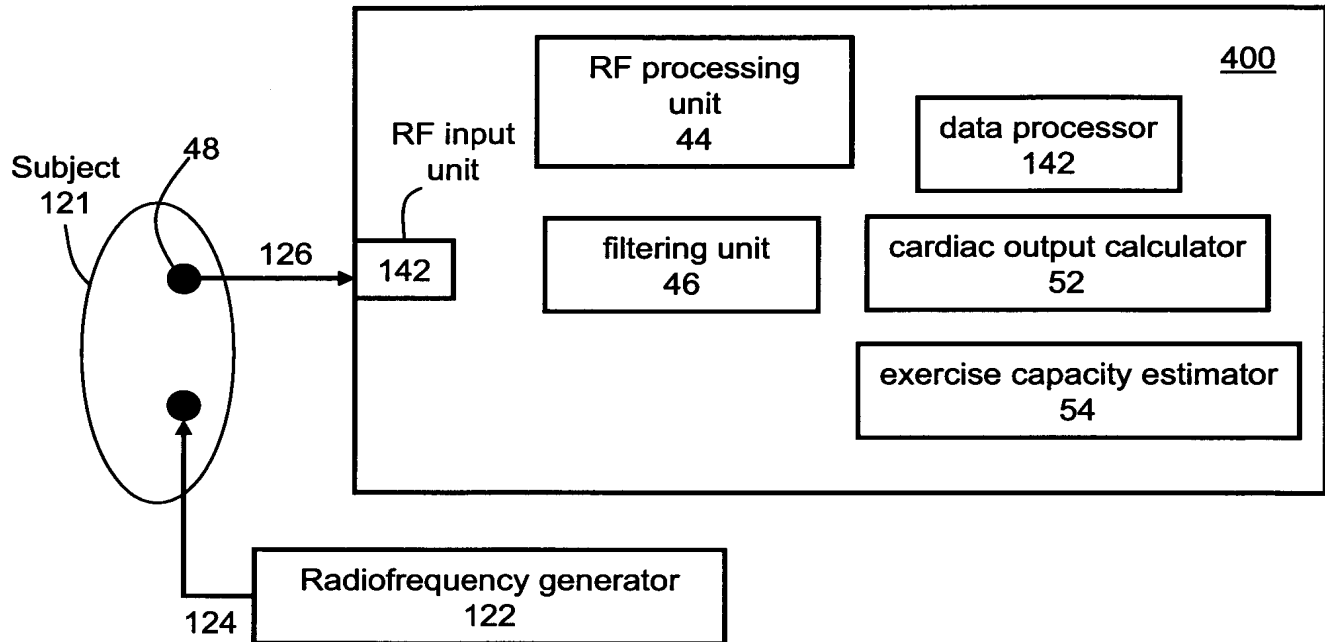 400
RF processing
unit
44
data processor
142
RF input
unit
48
Subject
121
126
142
filtering unit
46
cardiac output calculator
52
exercise capacity estimator
54
Radiofrequency generator
122
124